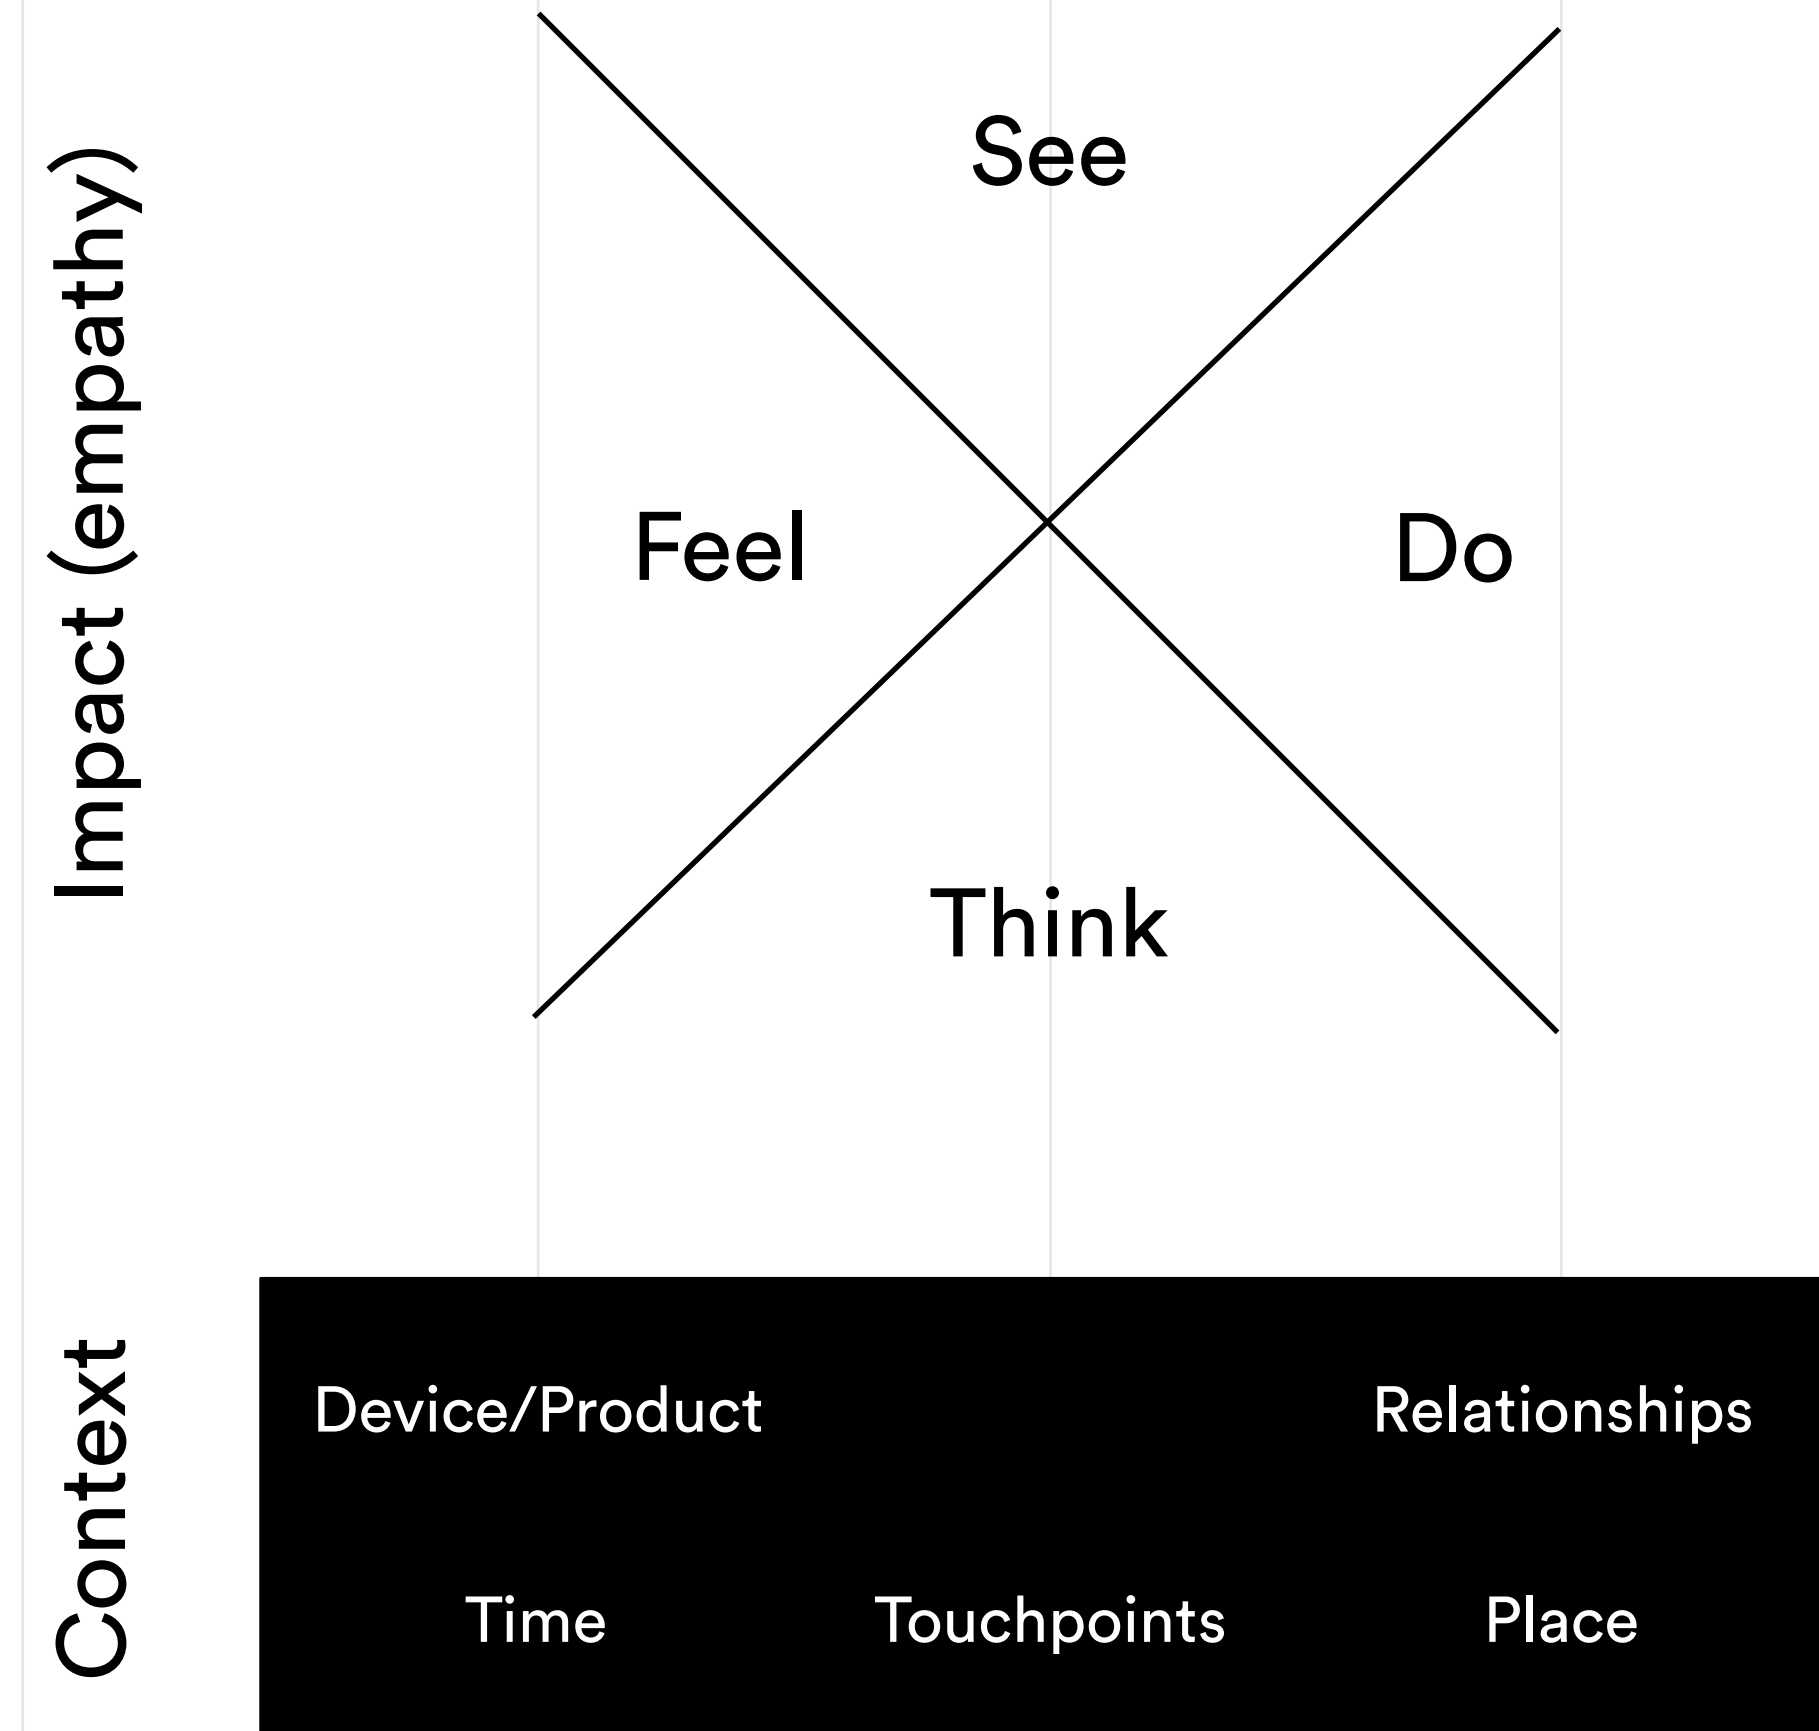 Impact (empathy)
See
Feel
Do
Think
Context
Device/Product
Relationships
Time
Touchpoints
Place